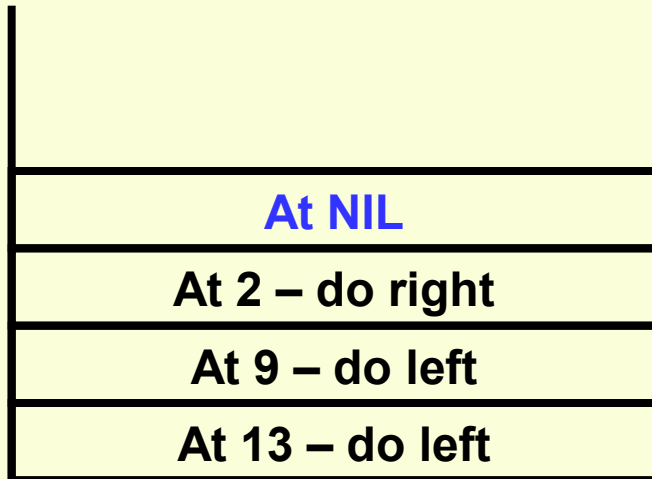 At NIL
At 2 – do right
At 9 – do left
At 13 – do left